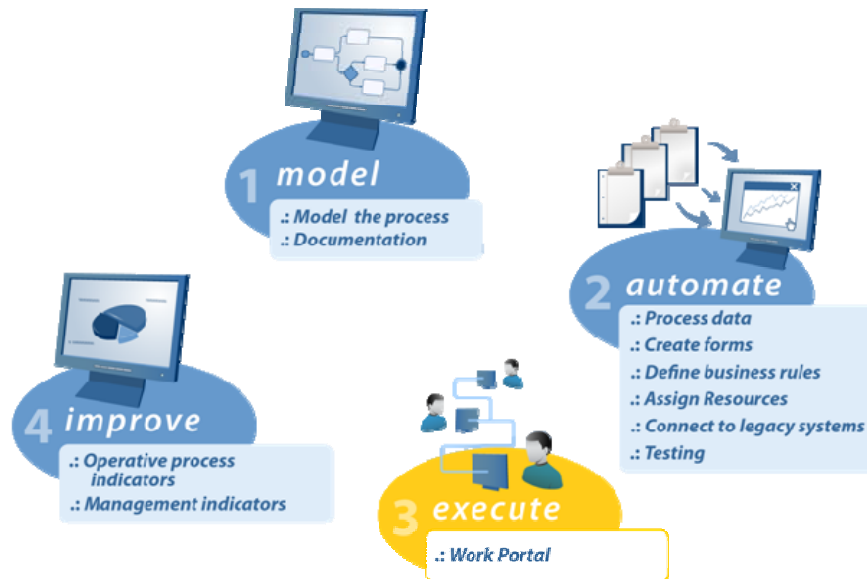 1 model
.: Model the process
.: Documentation
2 automate
.: Process data
.: Create forms
.: Define business rules
.: Assign Resources
.: Connect to legacy systems
.: Testing
3 execute
.: Work Portal
4 improve
.: Operative process
indicators
.: Management indicators